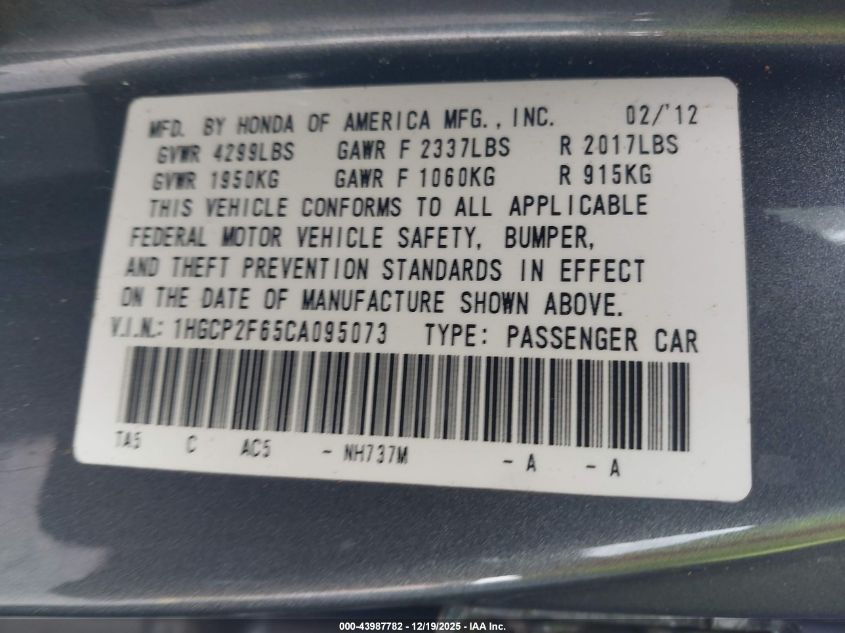 MFD. BY HONDA OF AMERICA MFG., INC. 02/'12
GVWR 4299LBS GAWR F 2337LBS R 2017LBS
GVWR 1950KG GAWR F 1060KG R 915KG
THIS VEHICLE CONFORMS TO ALL APPLICABLE
FEDERAL MOTOR VEHICLE SAFETY, BUMPER,
AND THEFT PREVENTION STANDARDS IN EFFECT
ON THE DATE OF MANUFACTURE SHOWN ABOVE.
V.I.N.: 1HGCP2F65CA095073 TYPE: PASSENGER CAR
TA5 C AC5 - NH737M - A - A
000-43987782 - 12/19/2025 - IAA Inc.